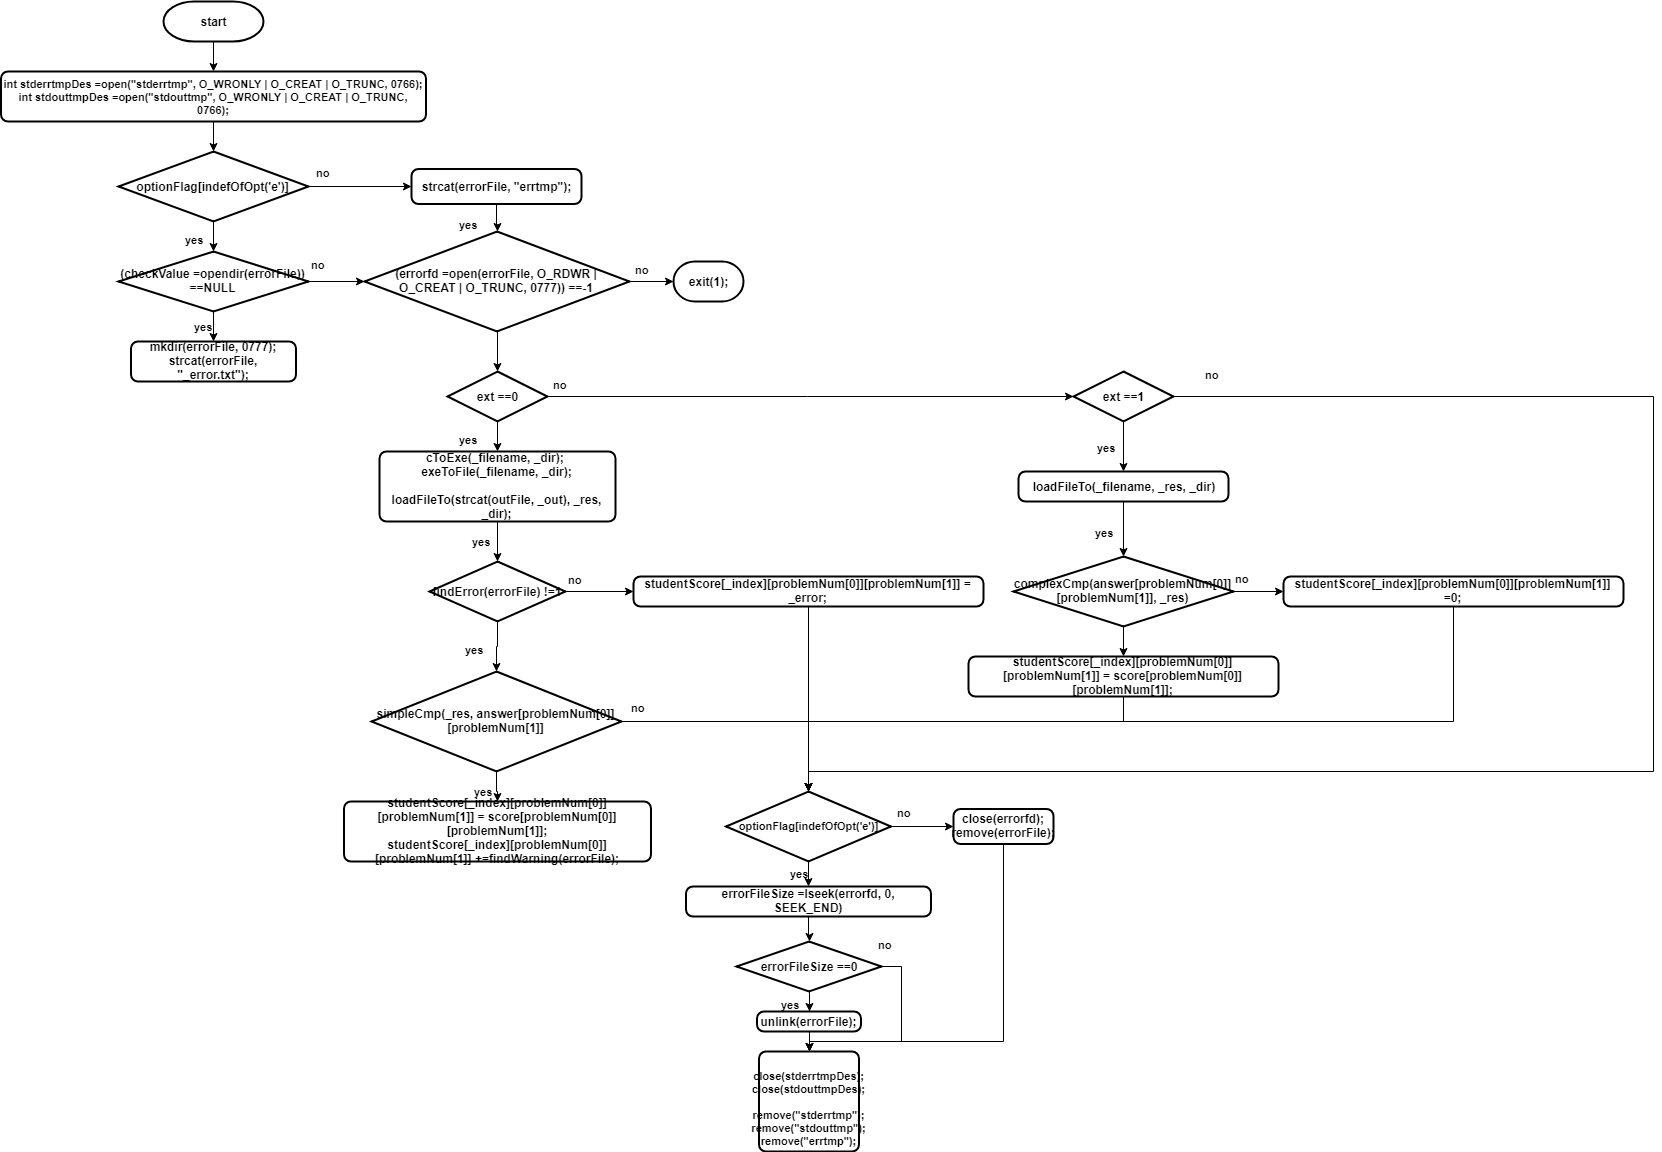 start
int stderrtmpDes =open("stderrtmp", O_WRONLY | O_CREAT | O_TRUNC, 0766);
int stdouttmpDes =open("stdouttmp", O_WRONLY | O_CREAT | O_TRUNC,
0766);
optionFlag[indefOfOpt('e')]
no
strcat(errorFile, "errtmp");
yes
yes
(checkValue =opendir(errorFile))
==NULL
no
(errorfd =open(errorFile, O_RDWR |
O_CREAT | O_TRUNC, 0777)) ==-1
no
exit(1);
yes
mkdir(errorFile, 0777);
strcat(errorFile,
"_error.txt");
ext ==0
no
ext ==1
no
yes
cToExe(_filename, _dir);
exeToFile(_filename, _dir);
loadFileTo(strcat(outFile, _out), _res,
_dir);
yes
loadFileTo(_filename, _res, _dir)
yes
yes
findError(errorFile) !=1
no
studentScore[_index][problemNum[0]][problemNum[1]] =
_error;
complexCmp(answer[problemNum[0]]
[problemNum[1]], _res)
no
studentScore[_index][problemNum[0]][problemNum[1]]
=0;
yes
studentScore[_index][problemNum[0]]
[problemNum[1]] = score[problemNum[0]]
[problemNum[1]];
simpleCmp(_res, answer[problemNum[0]]
[problemNum[1]]
no
yes
studentScore[_index][problemNum[0]]
[problemNum[1]] = score[problemNum[0]]
[problemNum[1]];
studentScore[_index][problemNum[0]]
[problemNum[1]] +=findWarning(errorFile);
optionFlag[indefOfOpt('e')]
no
close(errorfd);
remove(errorFile);
yes
errorFileSize =lseek(errorfd, 0,
SEEK_END)
errorFileSize ==0
no
yes
unlink(errorFile);
close(stderrtmpDes);
close(stdouttmpDes);
remove("stderrtmp");
remove("stdouttmp");
remove("errtmp");